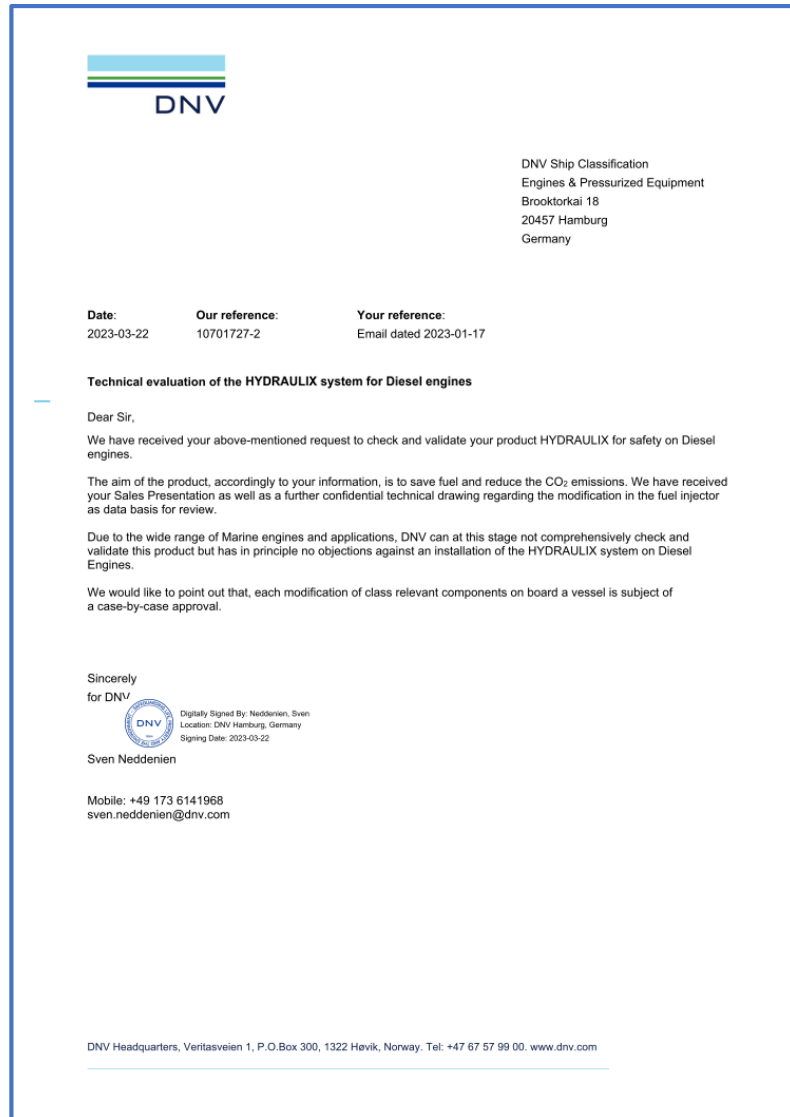 DNV
DNV Ship Classification
Engines & Pressurized Equipment
Brooktorkai 18
20457 Hamburg
Germany
Date: Our reference: Your reference:
2023-03-22 10701727-2 Email dated 2023-01-17
Technical evaluation of the HYDRAULIX system for Diesel engines
Dear Sir,
We have received your above-mentioned request to check and validate your product HYDRAULIX for safety on Diesel
engines.
The aim of the product, accordingly to your information, is to save fuel and reduce the CO₂ emissions. We have received
your Sales Presentation as well as a further confidential technical drawing regarding the modification in the fuel injector
as data basis for review.
Due to the wide range of Marine engines and applications, DNV can at this stage not comprehensively check and
validate this product but has in principle no objections against an installation of the HYDRAULIX system on Diesel
Engines.
We would like to point out that, each modification of class relevant components on board a vessel is subject of
a case-by-case approval.
Sincerely
for DNV
DNV
Digitally Signed By: Neddenien, Sven
Location: DNV Hamburg, Germany
Signing Date: 2023-03-22
Sven Neddenien
Mobile: +49 173 6141968
sven.neddenien@dnv.com
DNV Headquarters, Veritasveien 1, P.O.Box 300, 1322 Høvik, Norway. Tel: +47 67 57 99 00. www.dnv.com